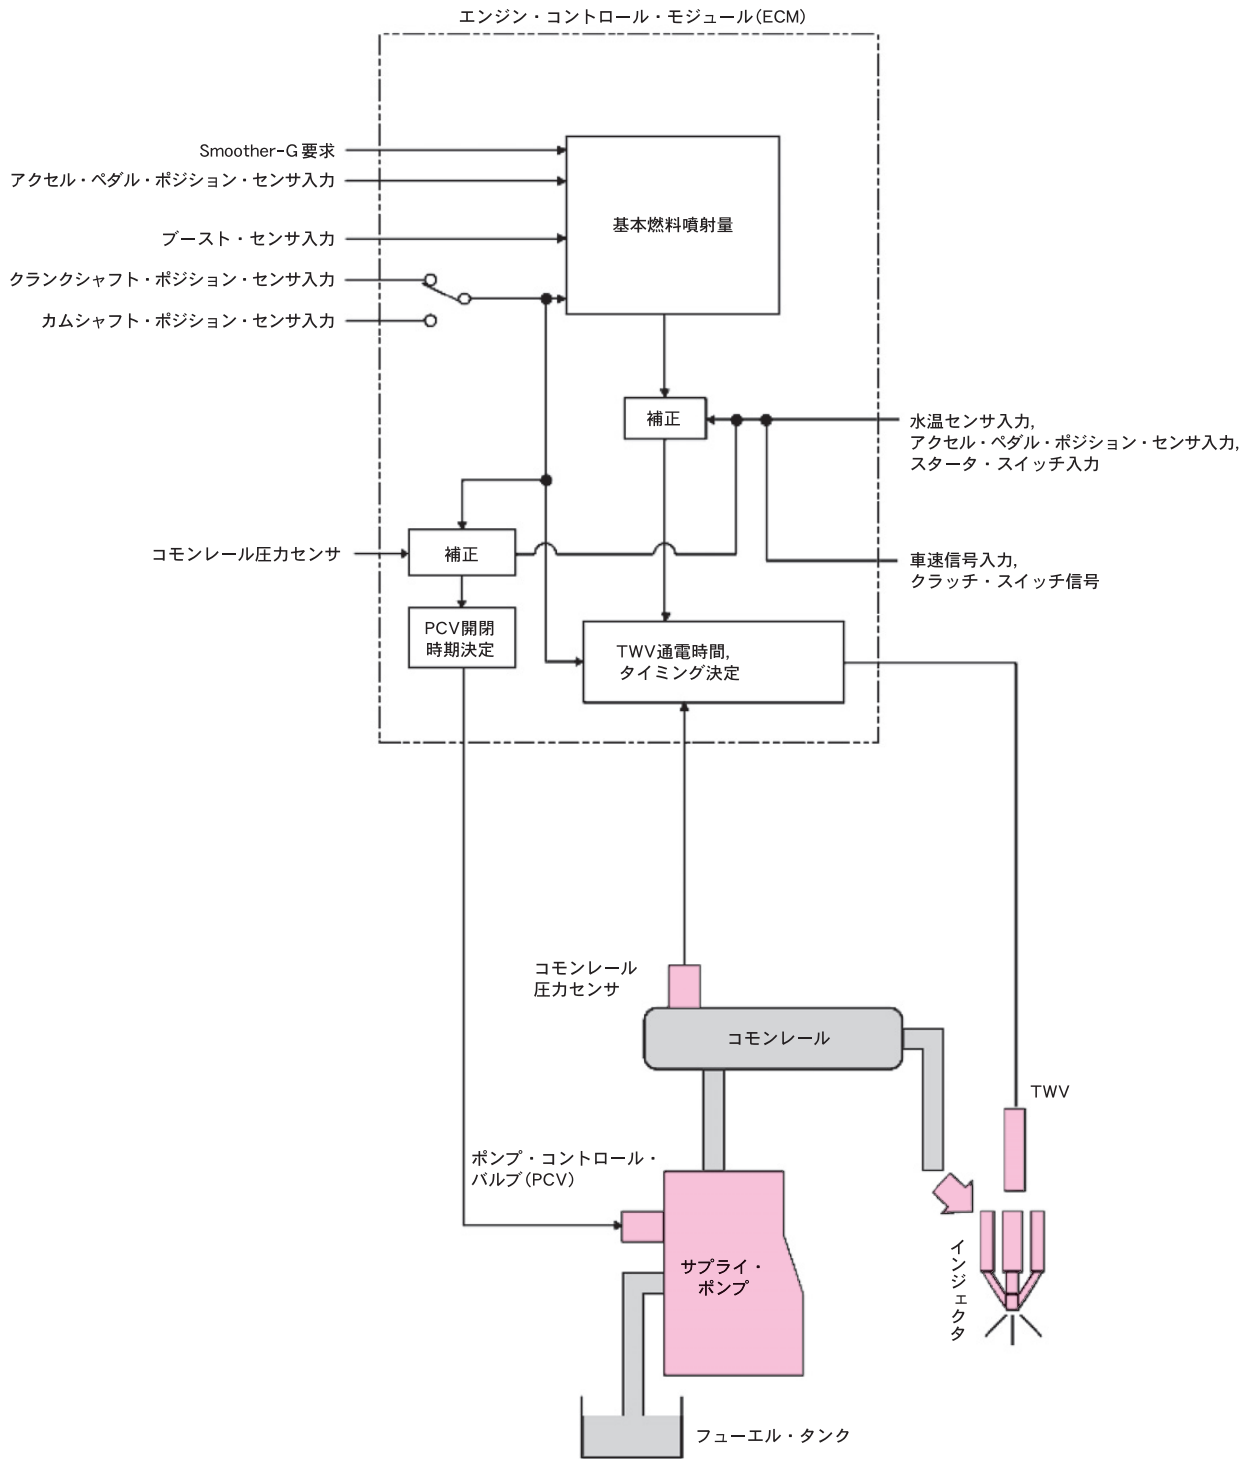 エンジン・コントロール・モジュール(ECM)
Smoother-G 要求
アクセル・ペダル・ポジション・センサ入力
ブースト・センサ入力
クランクシャフト・ポジション・センサ入力
カムシャフト・ポジション・センサ入力
基本燃料噴射量
補正
水温センサ入力,
アクセル・ペダル・ポジション・センサ入力,
スタータ・スイッチ入力
コモンレール圧力センサ
補正
車速信号入力,
クラッチ・スイッチ信号
PCV開閉
時期決定
TWV通電時間,
タイミング決定
コモンレール
圧力センサ
コモンレール
TWV
ポンプ・コントロール・
バルブ(PCV)
サプライ・
ポンプ
インジェクタ
フューエル・タンク